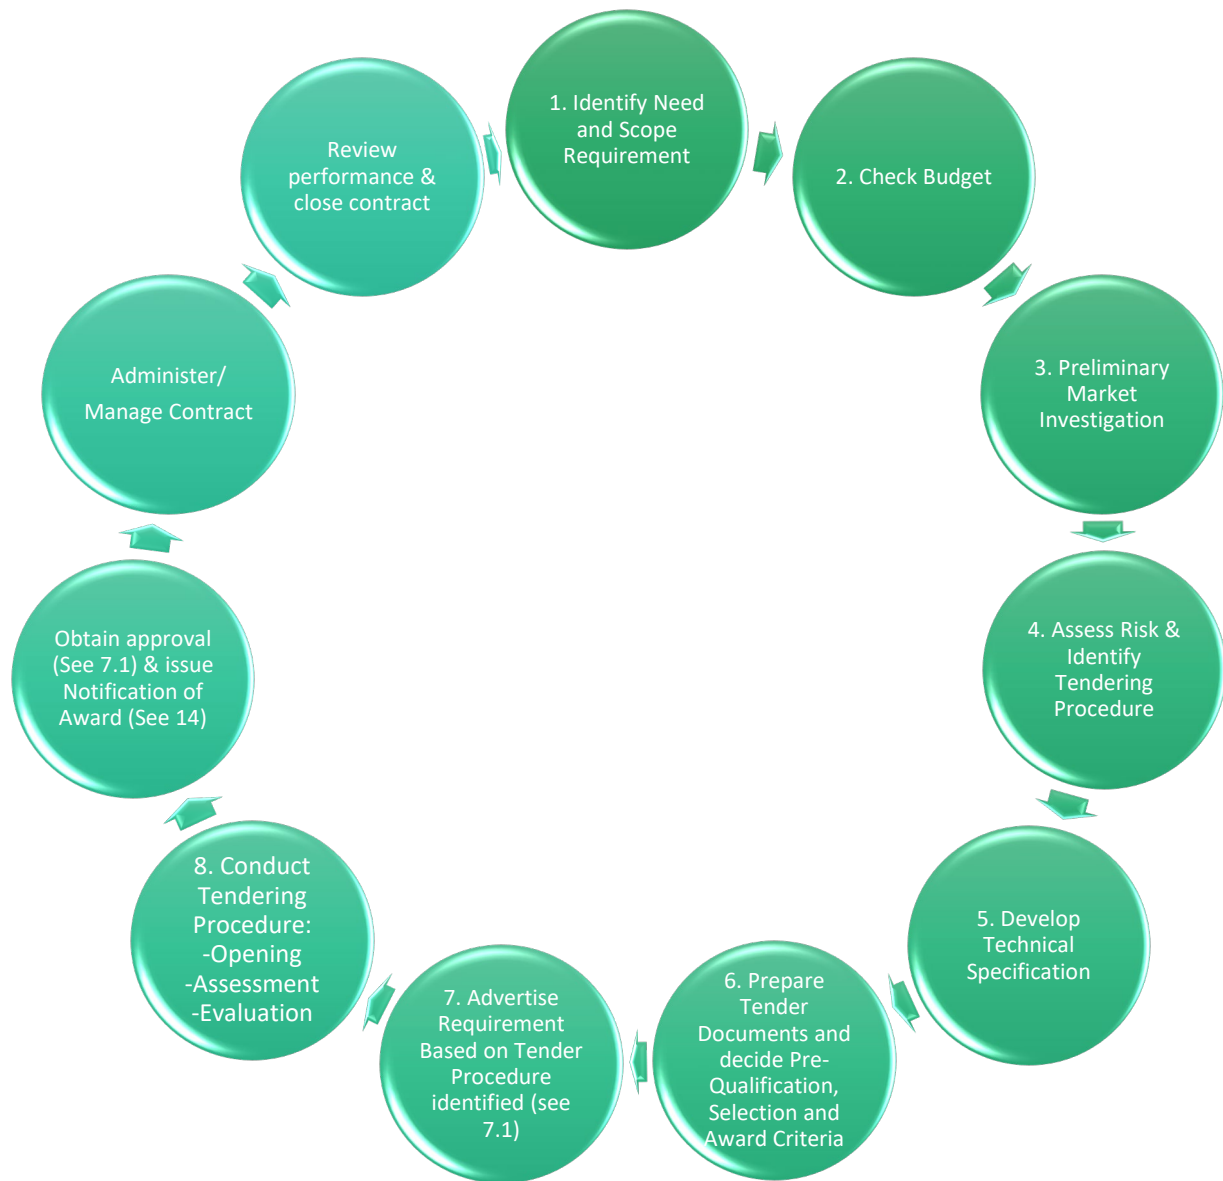 1. Identify Need
and Scope
Requirement
2. Check Budget
3. Preliminary
Market
Investigation
4. Assess Risk &
Identify
Tendering
Procedure
5. Develop
Technical
Specification
6. Prepare
Tender
Documents and
decide Pre-
Qualification,
Selection and
Award Criteria
7. Advertise
Requirement
Based on Tender
Procedure
identified (see
7.1)
8. Conduct
Tendering
Procedure:
-Opening
-Assessment
-Evaluation
Obtain approval
(See 7.1) & issue
Notification of
Award (See 14)
Administer/
Manage Contract
Review
performance &
close contract